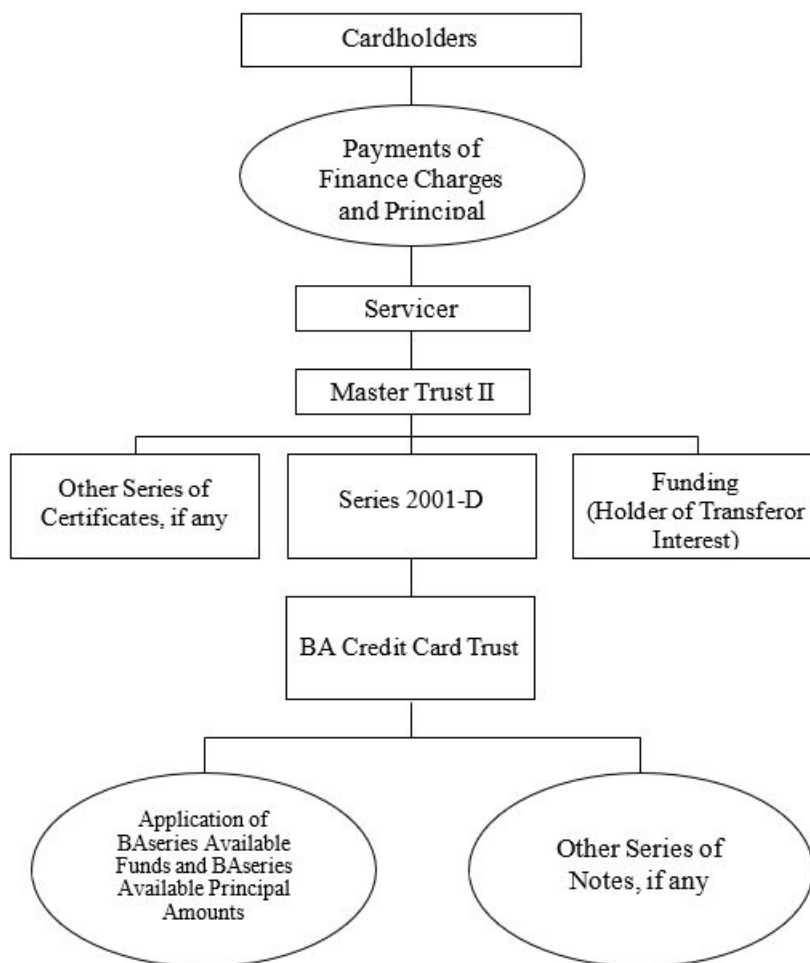 Cardholders
Payments of
Finance Charges
and Principal
Servicer
Master Trust II
Other Series of
Certificates, if any
Series 2001-D
Funding
(Holder of Transferor
Interest)
BA Credit Card Trust
Application of
BAseries Available
Funds and BAseries
Available Principal
Amounts
Other Series of
Notes, if any